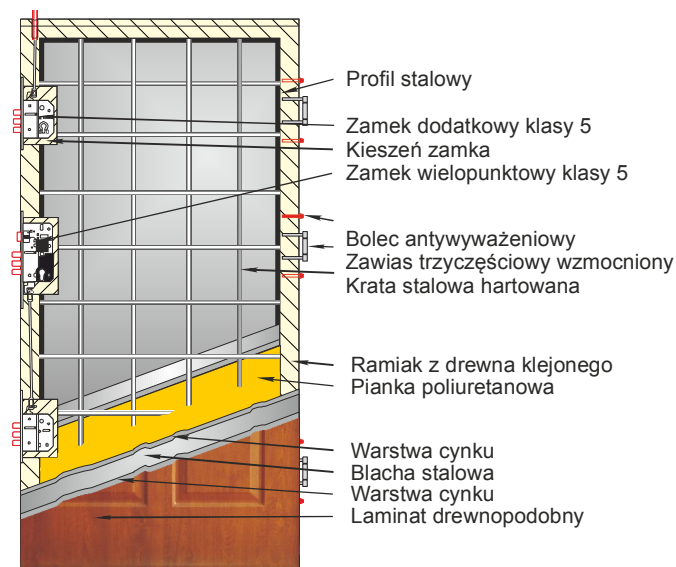 Profil stalowy
Zamek dodatkowy klasy 5
Kieszeń zamka
Zamek wielopunktowy klasy 5
Bolec antywyważeniowy
Zawias trzyczęściowy wzmocniony
Krata stalowa hartowana
Ramiak z drewna klejonego
Pianka poliuretanowa
Warstwa cynku
Blacha stalowa
Warstwa cynku
Laminat drewnopodobny